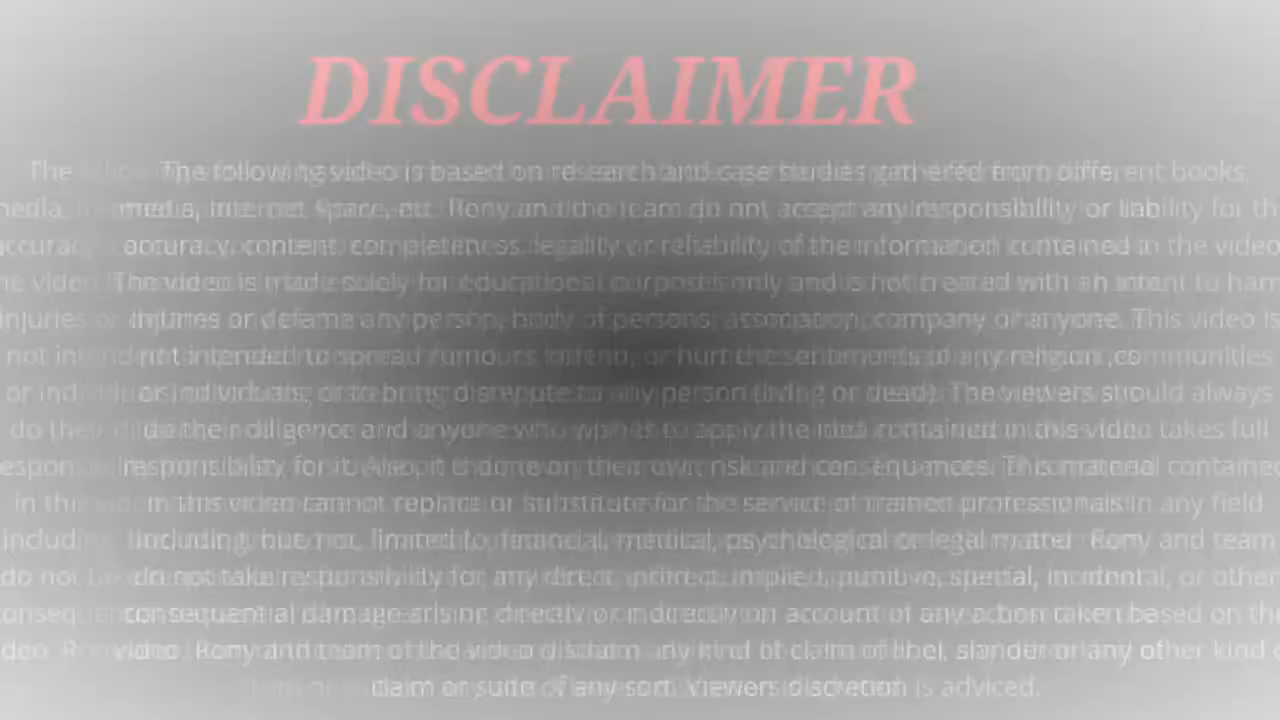 DISCLAIMER
The following video is based on research and case studies gathered from different books
media, internet space, etc. Rony and the team do not accept any responsibility or liability for the
accuracy, content, completeness, legality or reliability of the information contained in the video
The video is made solely for educational purposes only and is not created with an intent to harm
injuries or defame any person, body of persons, association, company or anyone. This video is
not intended to spread rumours or hurt the sentiments of any religion, communities
or individuals, or to bring disrepute to any person (living or dead). The viewers should always
do their diligence and anyone who wishes to apply the idea contained in this video takes full
responsibility for it. Also, it is done on their own risk and consequences. This material contained
in this video cannot replace or substitute for the service of trained professionals in any field
including, but not limited to, financial, medical, psychological or legal matter. Rony and team
do not take responsibility for any direct, indirect, implied, punitive, special, incidental, or other
consequential damage arising directly or indirectly on account of any action taken based on the
video. Rony and team of the video disclaim any kind of claim of libel, slander or any other kind of
claim or suite of any sort. Viewers discretion is adviced.